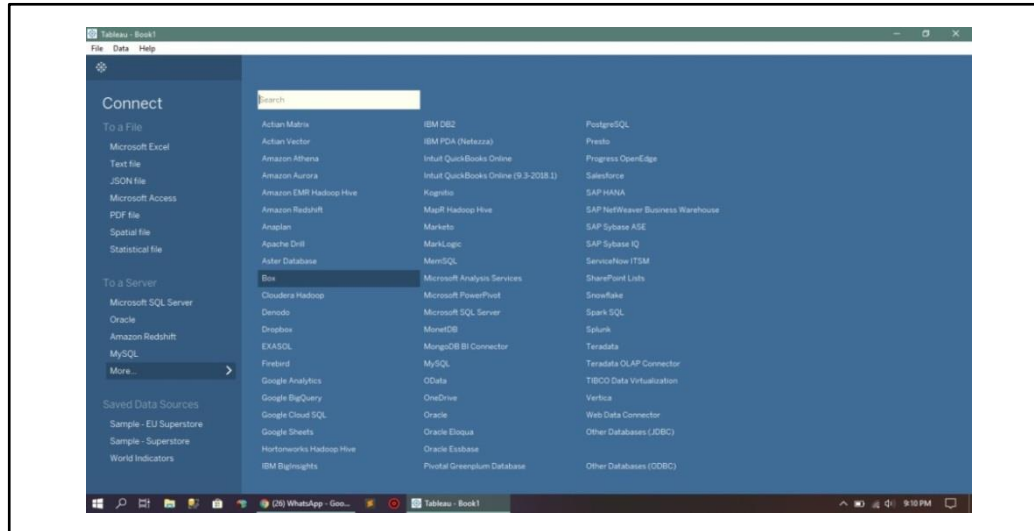 Tableau - Book1
File Data Help
Connect
To a File
Microsoft Excel
Text file
JSON file
Microsoft Access
PDF file
Spatial file
Statistical file
To a Server
Microsoft SQL Server
Oracle
Amazon Redshift
MySQL
More...
Saved Data Sources
Sample - EU Superstore
Sample - Superstore
World Indicators
Search
Actian Matrix
Actian Vector
Amazon Athena
Amazon Aurora
Amazon EMR Hadoop Hive
Amazon Redshift
Anaplan
Apache Drill
Aster Database
Box
Cloudera Hadoop
Denodo
Dropbox
EXASOL
Firebird
Google Analytics
Google BigQuery
Google Cloud SQL
Google Sheets
Hortonworks Hadoop Hive
IBM BigInsights
IBM DB2
IBM PDA (Netezza)
Intuit QuickBooks Online
Intuit QuickBooks Online (9.3-2018.1)
Kognitio
MapR Hadoop Hive
Marketo
MarkLogic
MemSQL
Microsoft Analysis Services
Microsoft PowerPivot
Microsoft SQL Server
MonetDB
MongoDB BI Connector
MySQL
OData
OneDrive
Oracle
Oracle Eloqua
Oracle Essbase
Pivotal Greenplum Database
PostgreSQL
Presto
Progress OpenEdge
Salesforce
SAP HANA
SAP NetWeaver Business Warehouse
SAP Sybase ASE
SAP Sybase IQ
ServiceNow ITSM
SharePoint Lists
Snowflake
Spark SQL
Splunk
Teradata
Teradata OLAP Connector
TIBCO Data Virtualization
Vertica
Web Data Connector
Other Databases (JDBC)
Other Databases (ODBC)
(26) WhatsApp - Goo...
Tableau - Book1
9:10 PM